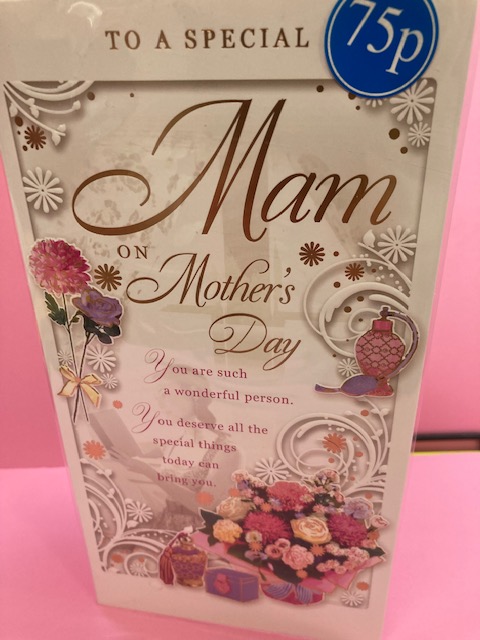 75p
TO A SPECIAL
Mam
ON
Mother's
Day
You are such
a wonderful person.
You deserve all the
special things
today can
bring you.